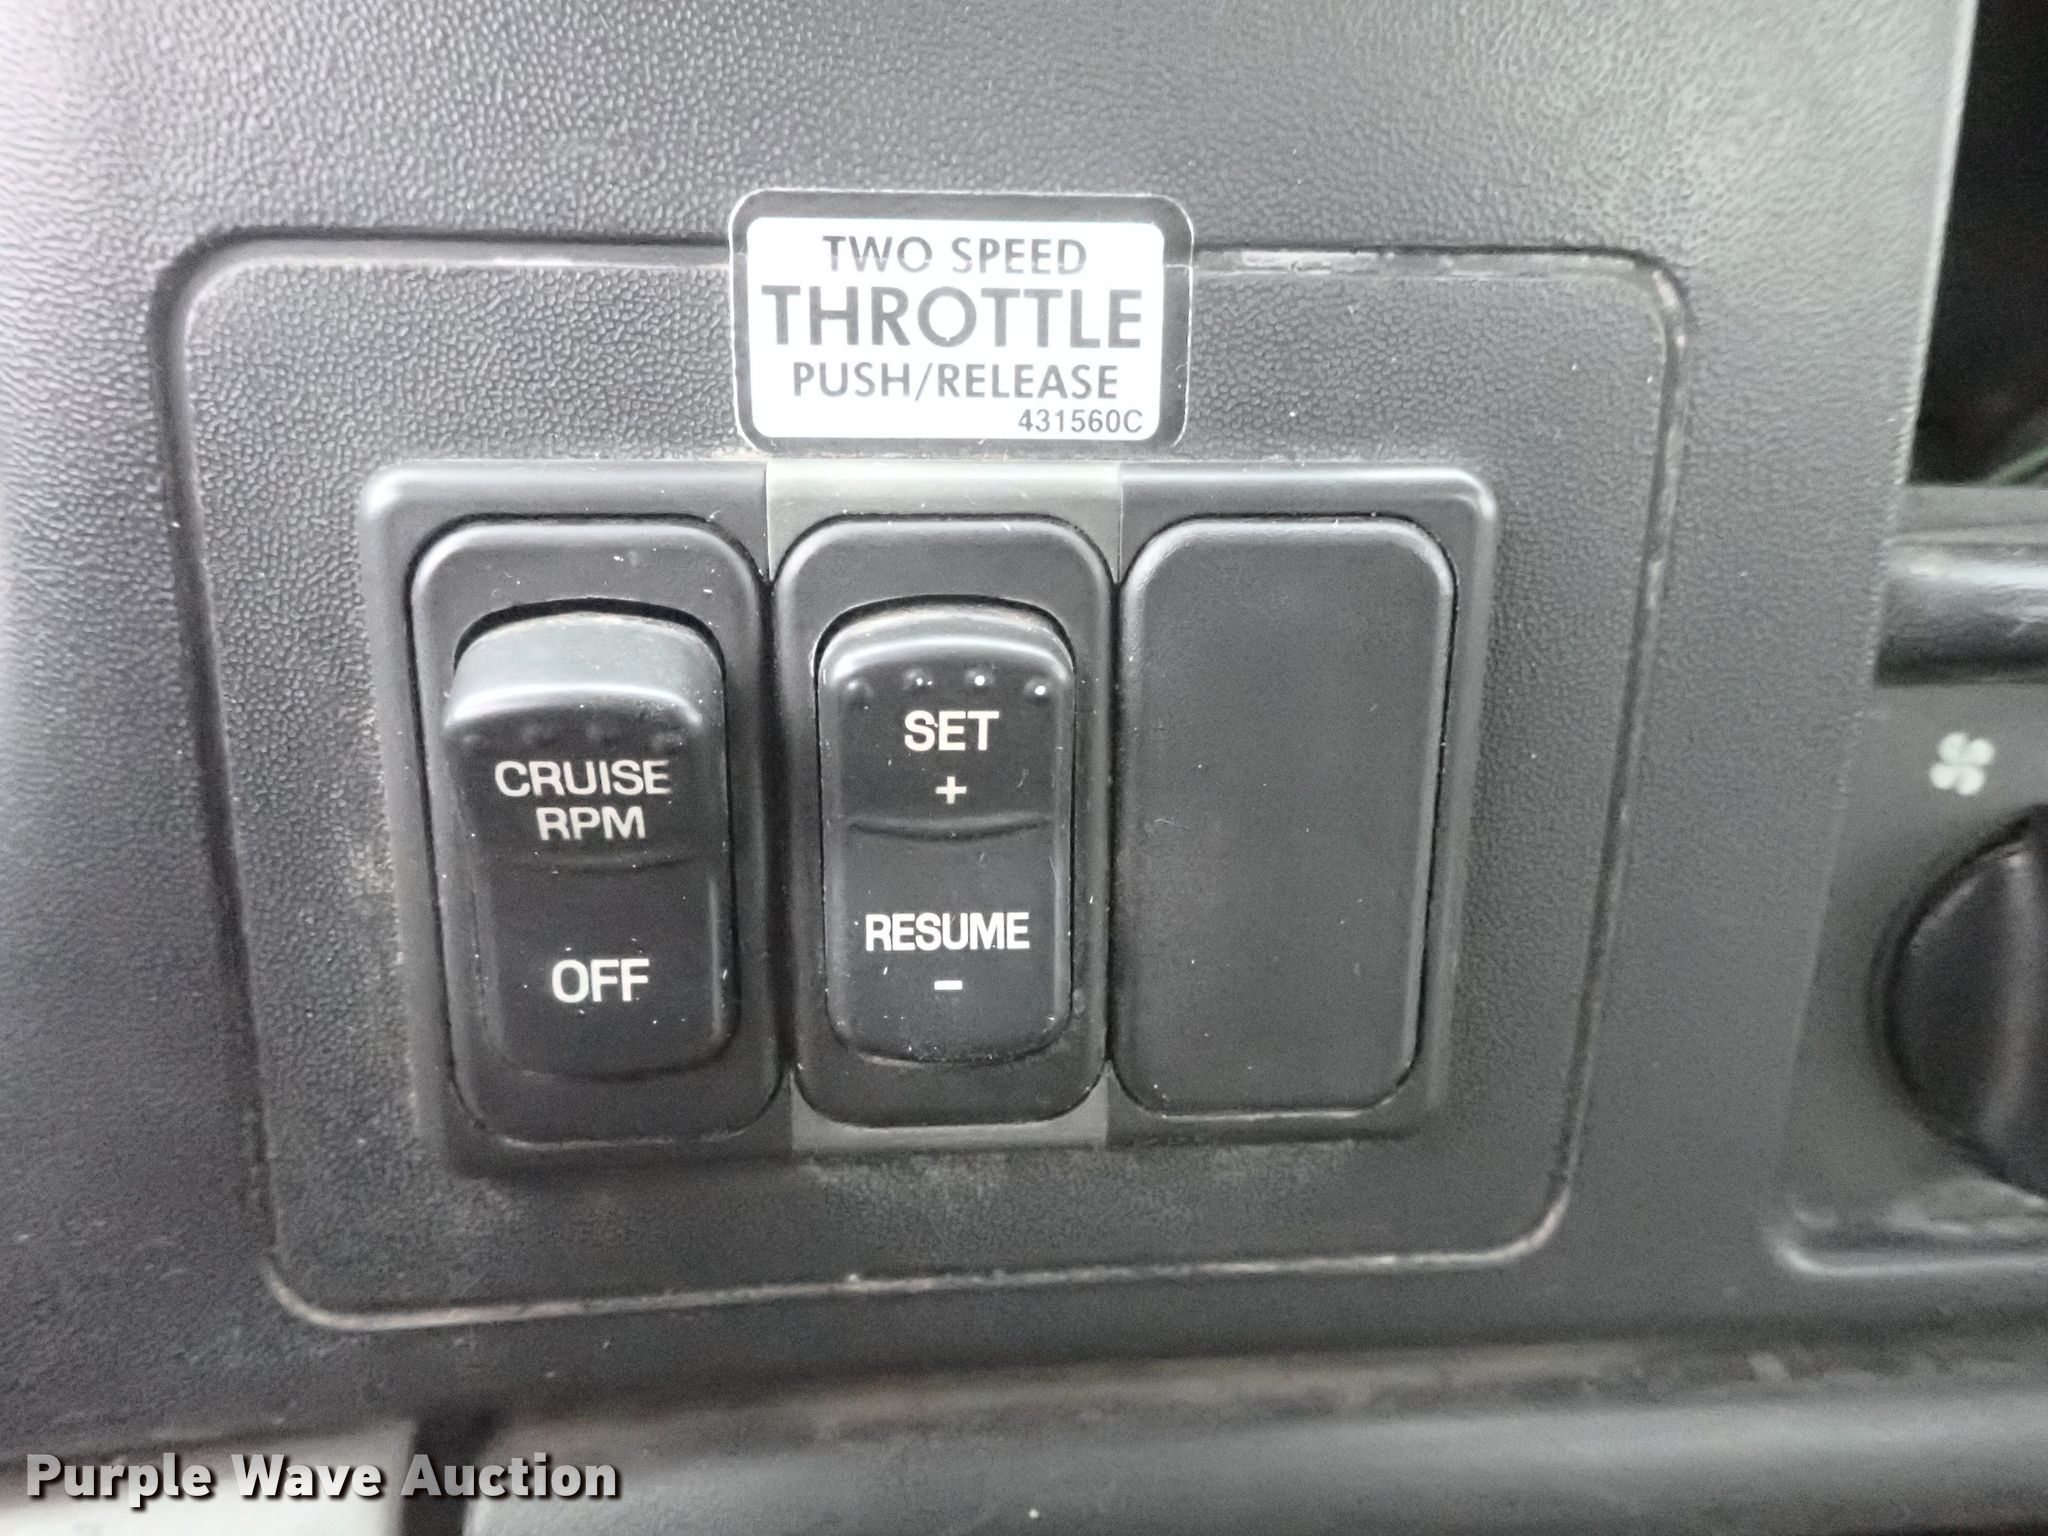 TWO SPEED
THROTTLE
PUSH/RELEASE
431560C
CRUISE
RPM
OFF
SET
+
RESUME
-
Purple Wave Auction